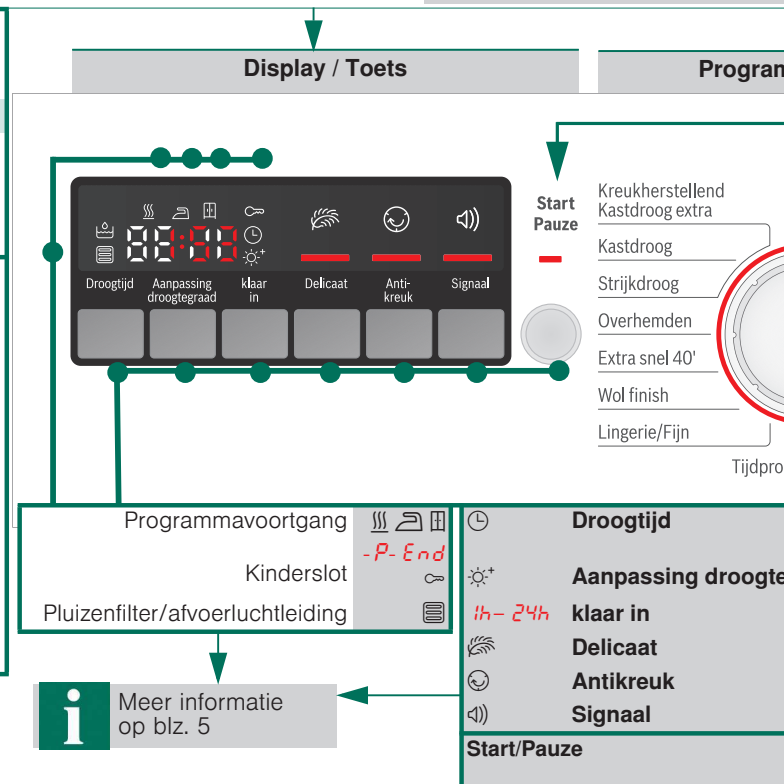 Display / Toets
Program
Start
Pauze
Droogtijd
Aanpassing
droogtegraad
klaar
in
Delicaat
Anti-
kreuk
Signaal
Kreukherstellend
Kastdroog extra
Kastdroog
Strijkdroog
Overhemden
Extra snel 40'
Wol finish
Lingerie/Fijn
Tijdpro
Programmavoortgang
-P- End
Kinderslot
Pluizenfilter/afvoerluchtleiding
Droogtijd
Aanpassing droogte
1h– 24h klaar in
Delicaat
Antikreuk
Signaal
Start/Pauze
i Meer informatie
op blz. 5